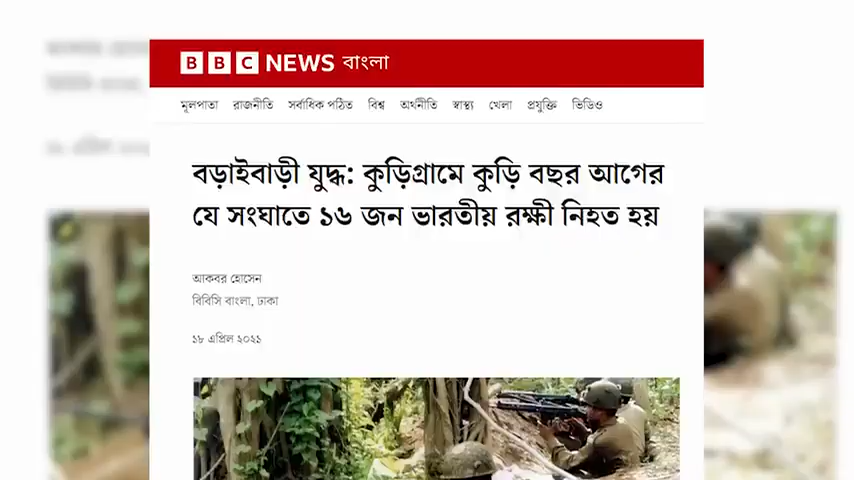 BBC NEWS বাংলা
মূলপাতা রাজনীতি সর্বাধিক পঠিত বিশ্ব অর্থনীতি স্বাস্থ্য খেলা প্রযুক্তি ভিডিও
বড়াইবাড়ী যুদ্ধ: কুড়িগ্রামে কুড়ি বছর আগের
যে সংঘাতে ১৬ জন ভারতীয় রক্ষী নিহত হয়
আকবর হোসেন
বিবিসি বাংলা, ঢাকা
১৮ এপ্রিল ২০২১